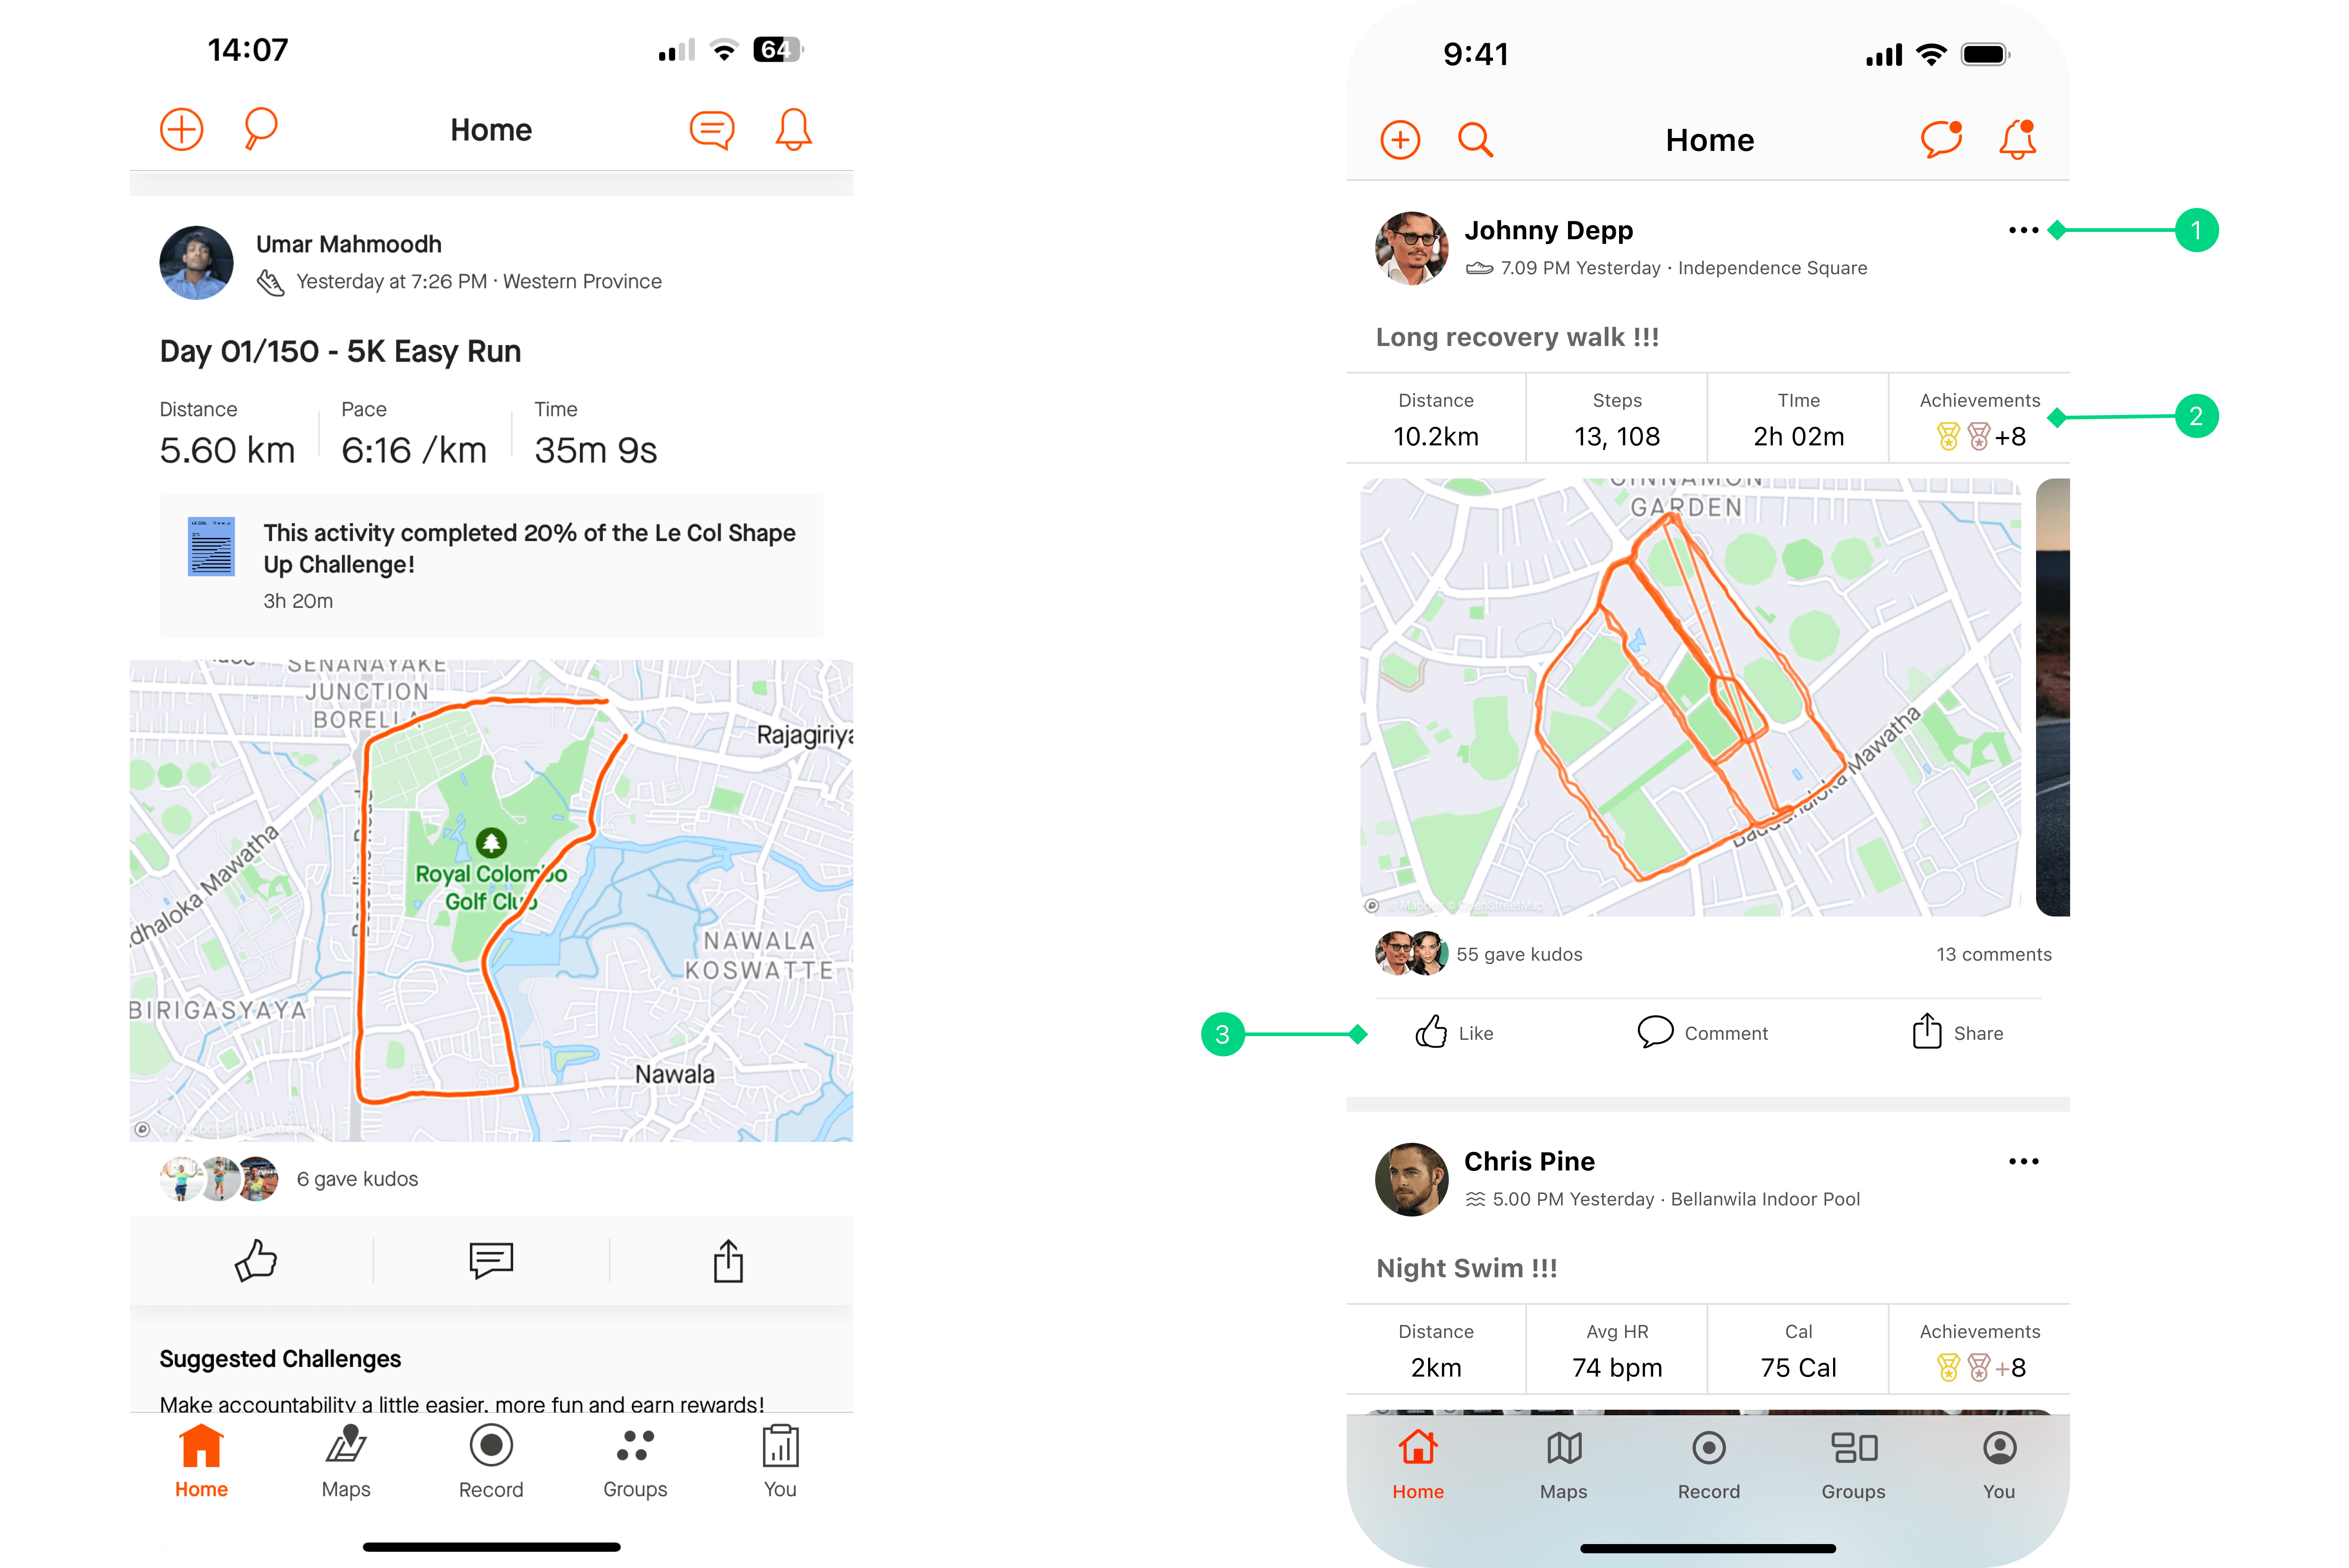 14:07
64
Home
Umar Mahmoodh
Yesterday at 7:26 PM · Western Province
Day 01/150 - 5K Easy Run
Distance
Pace
Time
5.60 km
6:16 /km
35m 9s
This activity completed 20% of the Le Col Shape
Up Challenge!
3h 20m
SENANAYAKE
JUNCTION
BORELLA
Rajagiriya
dhaloka Mawatha
Royal Colombo
Golf Club
NAWALA
KOSWATTE
BIRIGASYAYA
Nawala
6 gave kudos
Suggested Challenges
Make accountability a little easier, more fun and earn rewards!
Home
Maps
Record
Groups
You
9:41
Home
Johnny Depp
1
7.09 PM Yesterday · Independence Square
Long recovery walk !!!
Distance
Steps
TIme
Achievements
2
10.2km
13, 108
2h 02m
+8
CINNAMON
GARDEN
Bauddhaloka Mawatha
© Mapbox © OpenStreetMap
55 gave kudos
13 comments
3
Like
Comment
Share
Chris Pine
5.00 PM Yesterday · Bellanwila Indoor Pool
Night Swim !!!
Distance
Avg HR
Cal
Achievements
2km
74 bpm
75 Cal
+8
Home
Maps
Record
Groups
You